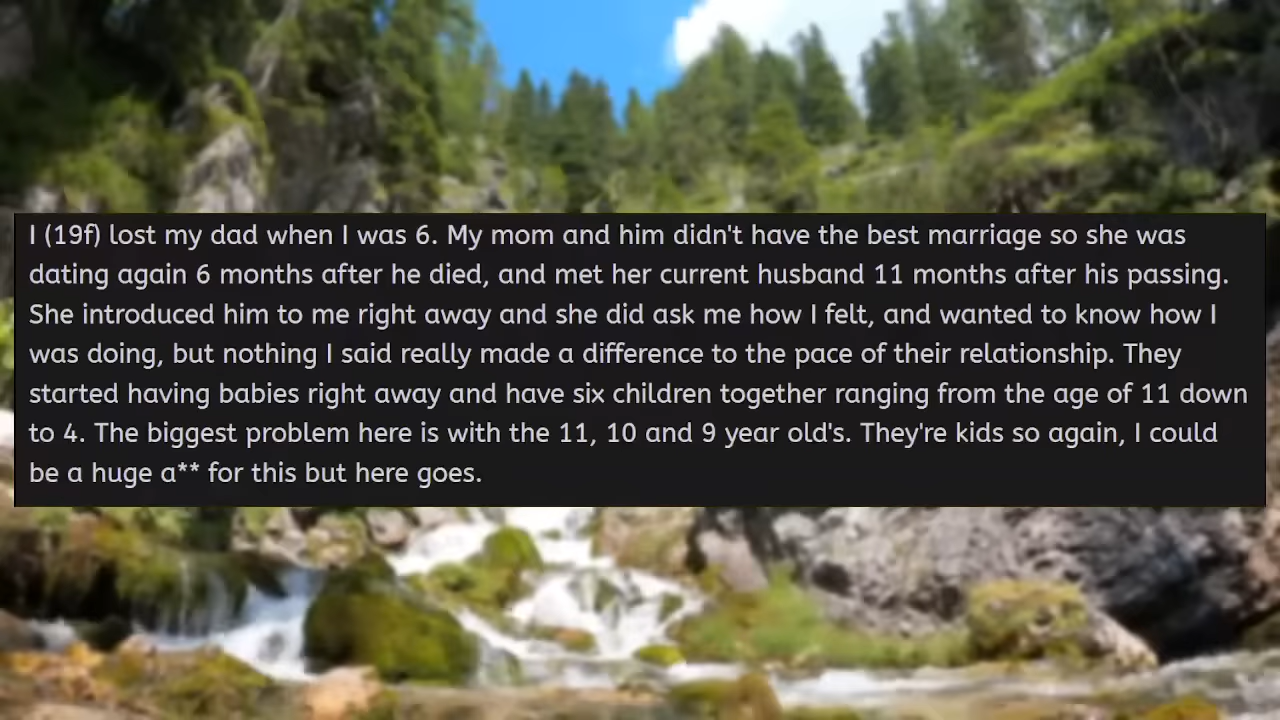 I (19f) lost my dad when I was 6. My mom and him didn't have the best marriage so she was
dating again 6 months after he died, and met her current husband 11 months after his passing.
She introduced him to me right away and she did ask me how I felt, and wanted to know how I
was doing, but nothing I said really made a difference to the pace of their relationship. They
started having babies right away and have six children together ranging from the age of 11 down
to 4. The biggest problem here is with the 11, 10 and 9 year old's. They're kids so again, I could
be a huge a** for this but here goes.